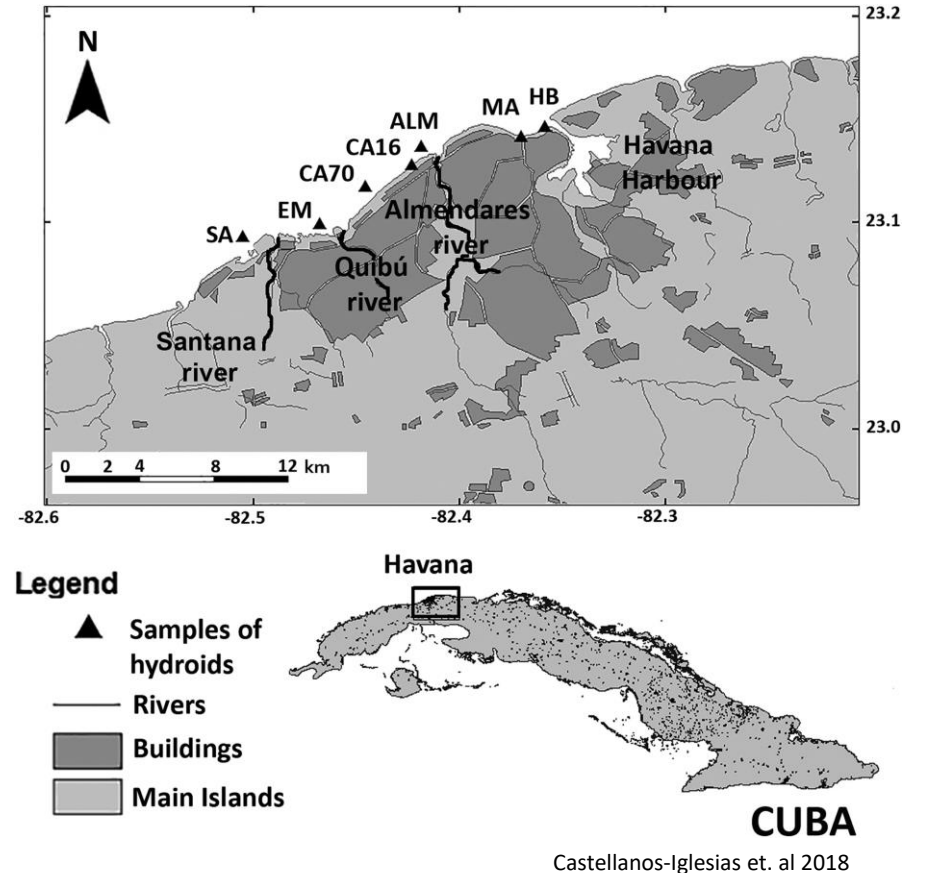 23.2
N
HB
MA
ALM
CA16
CA70
Havana
Harbour
Almendares
river
EM
SA
23.1
Quibú
river
Santana
river
23.0
0 2 4 8 12 km
-82.6 -82.5 -82.4 -82.3
Havana
Legend
Samples of
hydroids
Rivers
Buildings
Main Islands
CUBA
Castellanos-Iglesias et. al 2018